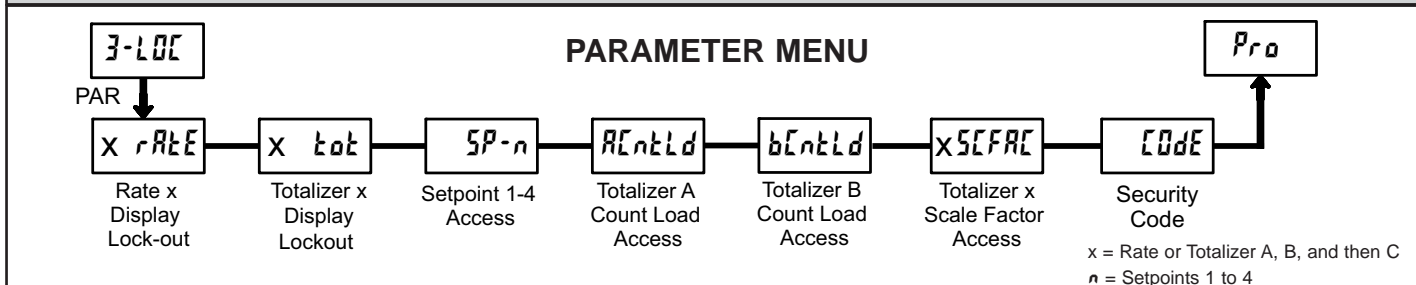 3-LOC
PARAMETER MENU
Pro
PAR
x rAtE
x tot
SP-n
ACntLd
bCntLd
xSCFAC
COdE
Rate x
Display
Lock-out
Totalizer x
Display
Lockout
Setpoint 1-4
Access
Totalizer A
Count Load
Access
Totalizer B
Count Load
Access
Totalizer x
Scale Factor
Access
Security
Code
x = Rate or Totalizer A, B, and then C
n = Setpoints 1 to 4